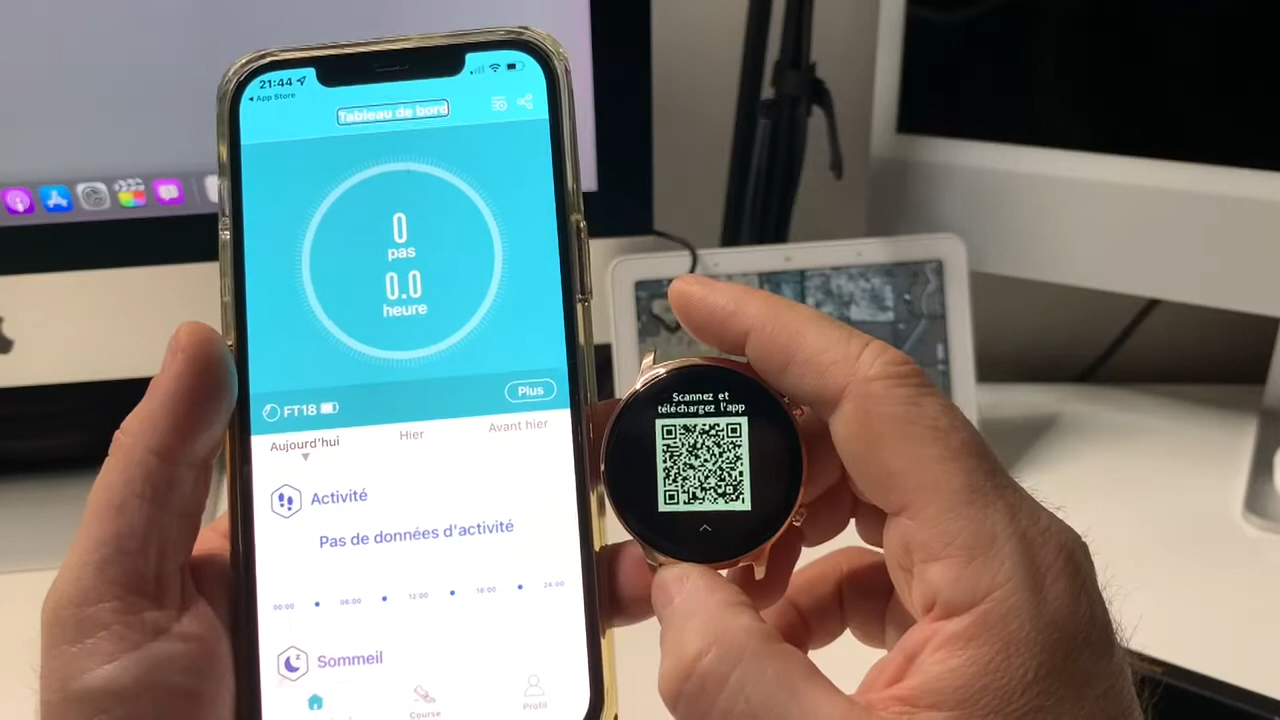 21:44
App Store
Tableau de bord
0
pas
0.0
heure
FT18
Plus
Aujourd'hui
Hier
Avant hier
Activité
Pas de données d'activité
00:00
06:00
12:00
18:00
24:00
Sommeil
Course
Profil
Scannez et
téléchargez l'app